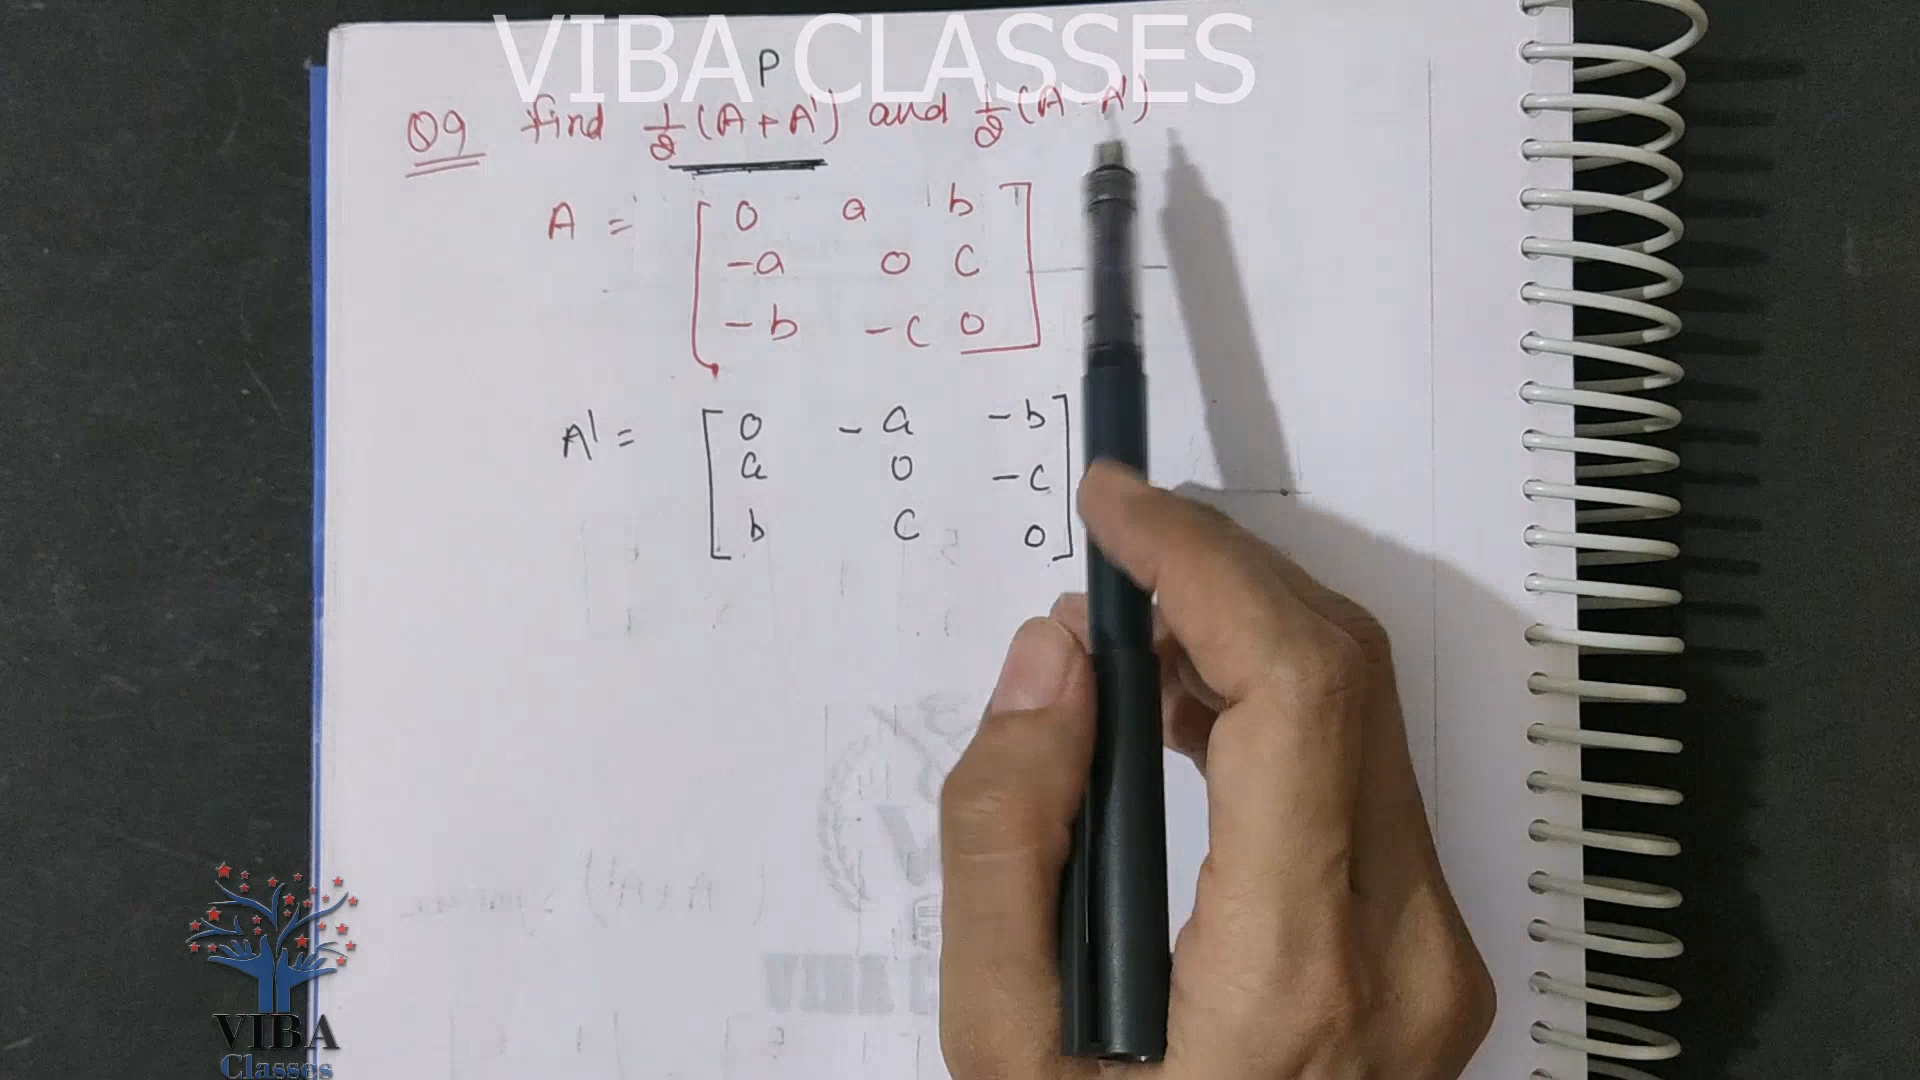 VIBA CLASSES
P
Q9 find 1/2 (A + A') and 1/2 (A - A')
A = [ 0 a b
-a 0 c
-b -c 0 ]
A' = [ 0 -a -b
a 0 -c
b c 0 ]
VIBA
Classes